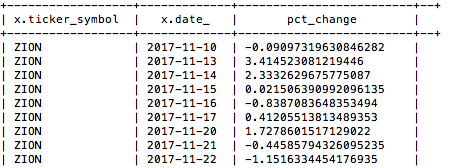 x.ticker_symbol | x.date_ | pct_change
ZION | 2017-11-10 | -0.09097319630846282
ZION | 2017-11-13 | 3.414523081219446
ZION | 2017-11-14 | 2.3332629675775087
ZION | 2017-11-15 | 0.021506390992096135
ZION | 2017-11-16 | -0.8387083648353494
ZION | 2017-11-17 | 0.41205513813489353
ZION | 2017-11-20 | 1.7278601517129022
ZION | 2017-11-21 | -0.44585794326095235
ZION | 2017-11-22 | -1.15163344541769​35